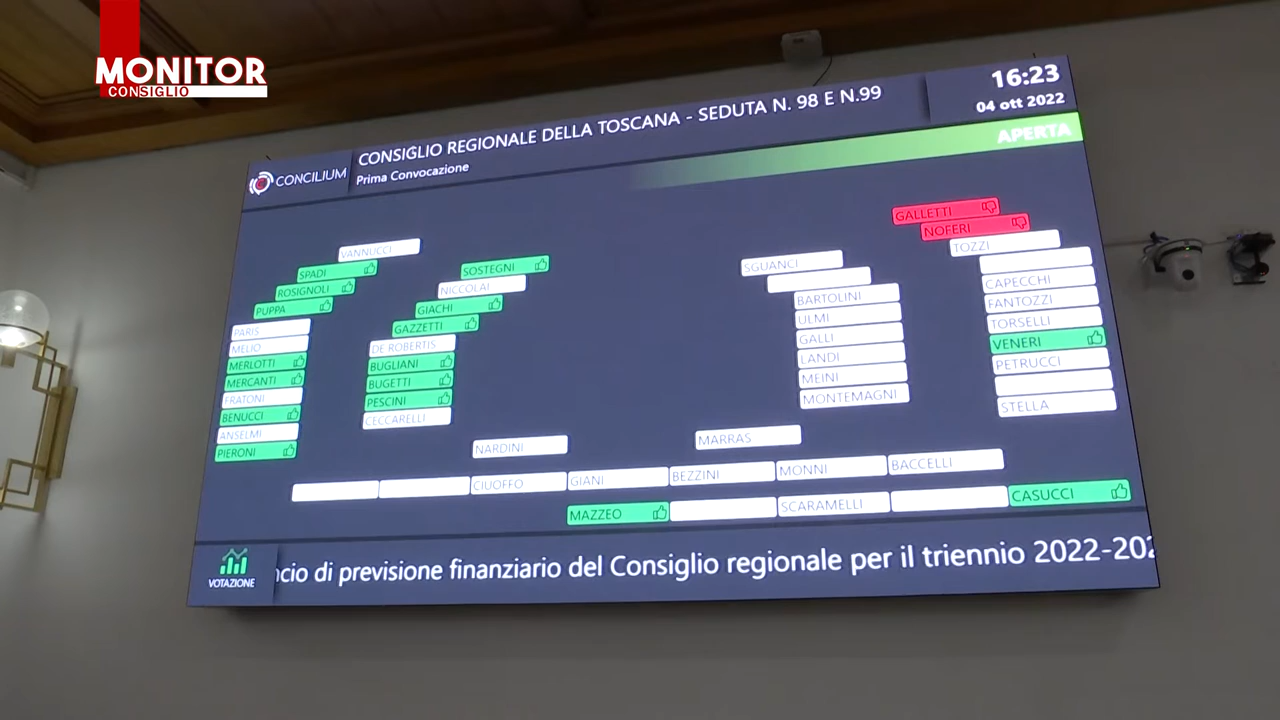 MONITOR
CONSIGLIO
16:23
04 ott 2022
CONCILIUM
CONSIGLIO REGIONALE DELLA TOSCANA - SEDUTA N. 98 E N.99
Prima Convocazione
APERTA
VANNUCCI
SPADI
ROSIGNOLI
PUPPA
PARIS
MELIO
MERLOTTI
MERCANTI
FRATONI
BENUCCI
ANSELMI
PIERONI
SOSTEGNI
NICCOLAI
GIACHI
GAZZETTI
DE ROBERTIS
BUGLIANI
BUGETTI
PESCINI
CECCARELLI
SGUANCI
BARTOLINI
ULMI
GALLI
LANDI
MEINI
MONTEMAGNI
GALLETTI
NOFERI
TOZZI
CAPECCHI
FANTOZZI
TORSELLI
VENERI
PETRUCCI
STELLA
NARDINI
MARRAS
CIUOFFO
GIANI
BEZZINI
MONNI
BACCELLI
MAZZEO
SCARAMELLI
CASUCCI
VOTAZIONE
ncio di previsione finanziario del Consiglio regionale per il triennio 2022-202